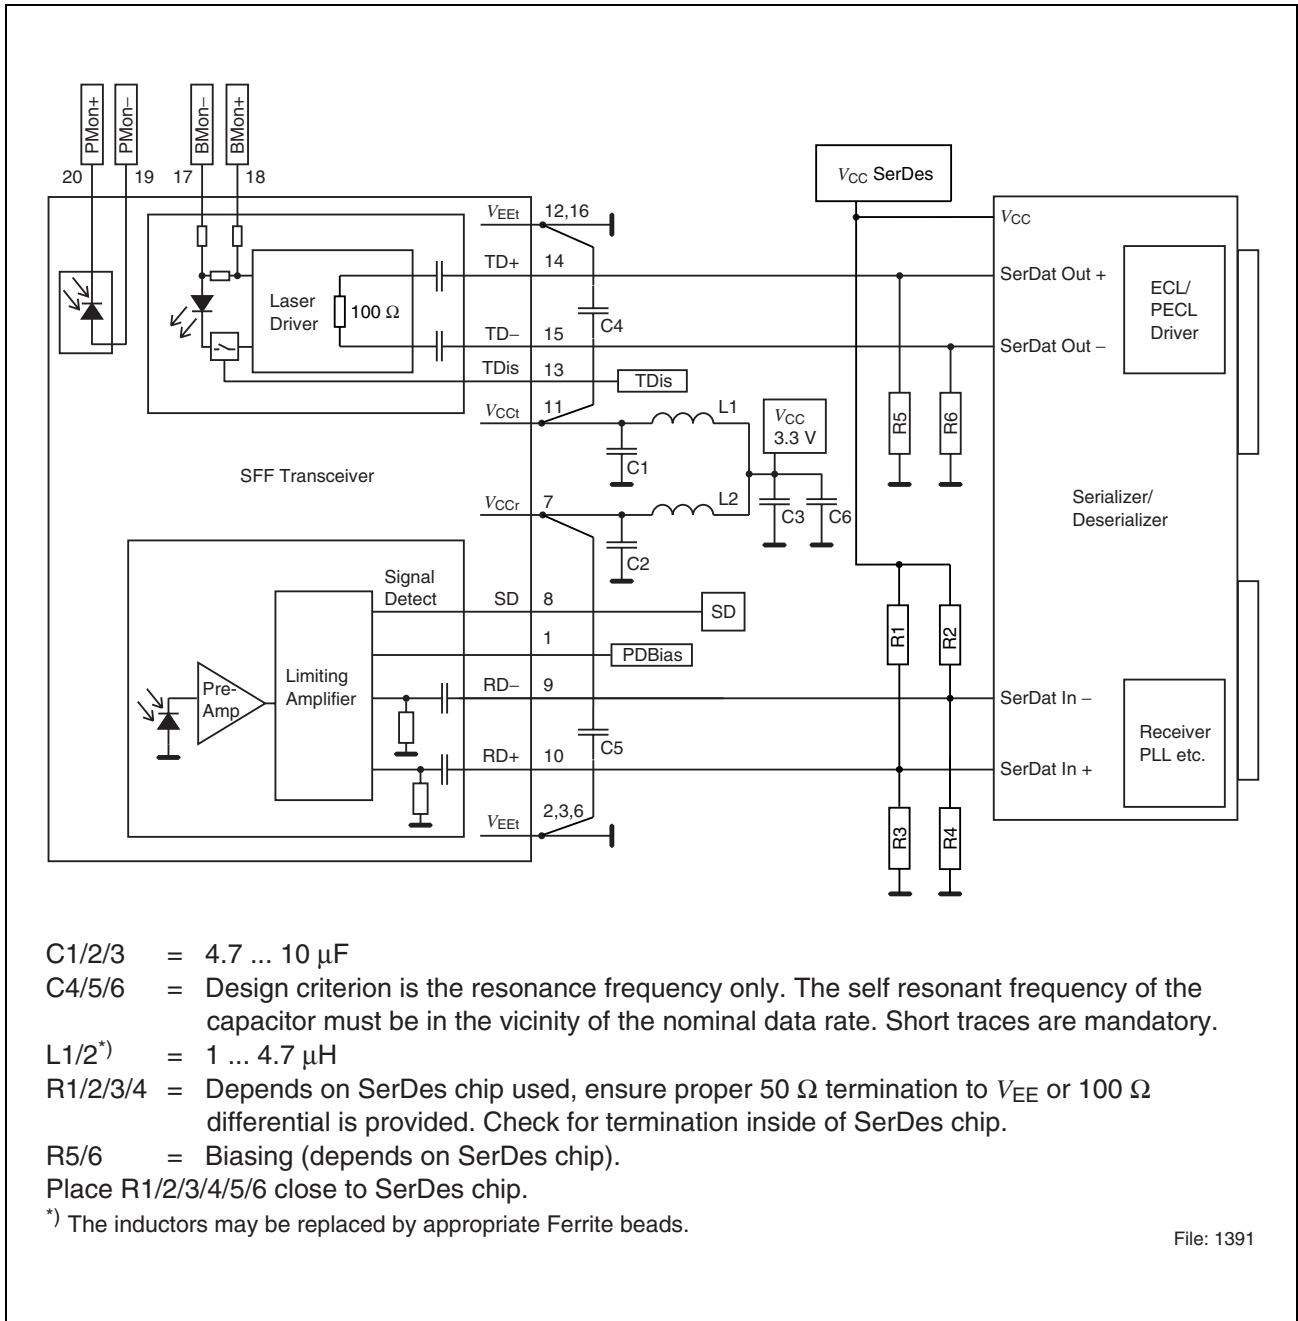 PMon+
PMon–
BMon–
BMon+
20
19
17
18
VEEt
12,16
TD+
14
Laser
Driver
100 Ω
C4
TD–
15
TDis
13
TDis
VCCt
11
L1
VCC
3.3 V
C1
SFF Transceiver
VCCr
7
L2
C3
C6
C2
Signal
Detect
SD
8
SD
1
PDBias
Limiting
Amplifier
Pre-
Amp
RD–
9
C5
RD+
10
VEEt
2,3,6
VCC SerDes
VCC
SerDat Out +
ECL/
PECL
Driver
SerDat Out –
R5
R6
Serializer/
Deserializer
R1
R2
SerDat In –
Receiver
PLL etc.
SerDat In +
R3
R4
C1/2/3 = 4.7 ... 10 μF
C4/5/6 = Design criterion is the resonance frequency only. The self resonant frequency of the
capacitor must be in the vicinity of the nominal data rate. Short traces are mandatory.
L1/2*) = 1 ... 4.7 μH
R1/2/3/4 = Depends on SerDes chip used, ensure proper 50 Ω termination to VEE or 100 Ω
differential is provided. Check for termination inside of SerDes chip.
R5/6 = Biasing (depends on SerDes chip).
Place R1/2/3/4/5/6 close to SerDes chip.
*) The inductors may be replaced by appropriate Ferrite beads.
File: 1391